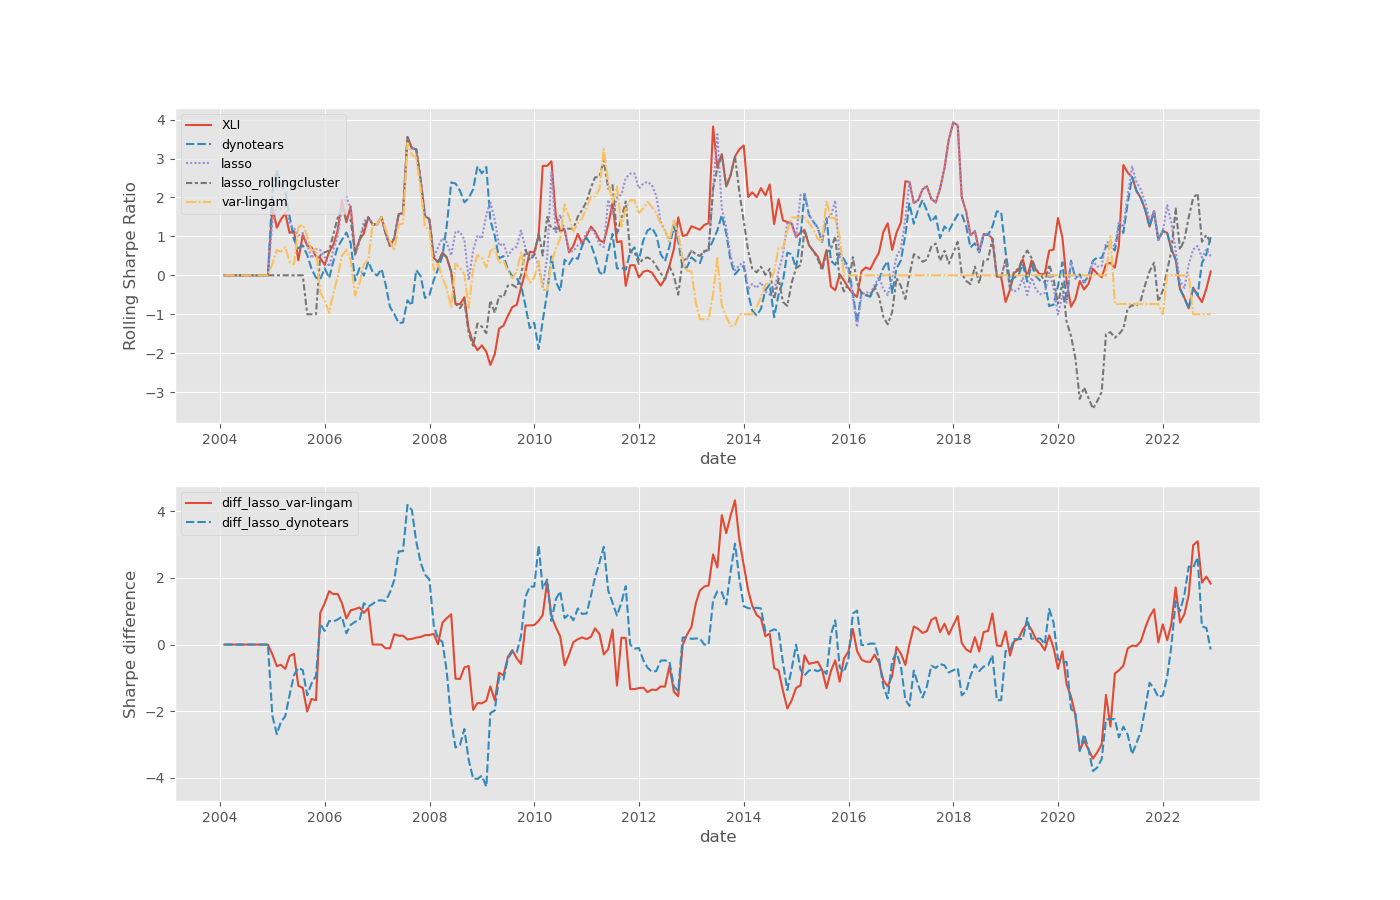 4
3
2
1
0
−1
−2
−3
Rolling Sharpe Ratio
XLI
dynotears
lasso
lasso_rollingcluster
var-lingam
2004 2006 2008 2010 2012 2014 2016 2018 2020 2022
date
4
2
0
−2
−4
Sharpe difference
diff_lasso_var-lingam
diff_lasso_dynotears
2004 2006 2008 2010 2012 2014 2016 2018 2020 2022
date